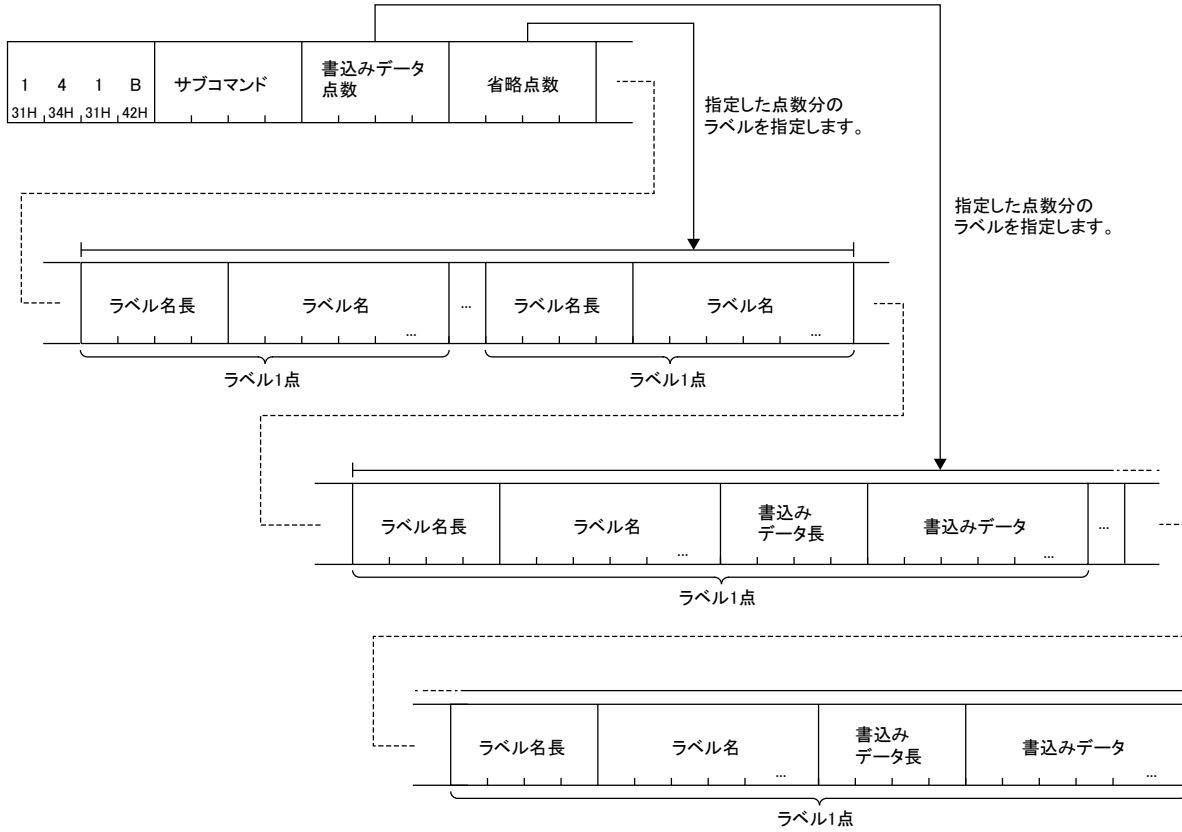 1 4 1 B
31H 34H 31H 42H
サブコマンド
書込みデータ
点数
省略点数
指定した点数分の
ラベルを指定します。
指定した点数分の
ラベルを指定します。
ラベル名長
ラベル名
...
...
ラベル名長
ラベル名
...
ラベル1点
ラベル1点
ラベル名長
ラベル名
...
書込み
データ長
書込みデータ
...
...
ラベル1点
ラベル名長
ラベル名
...
書込み
データ長
書込みデータ
...
ラベル1点